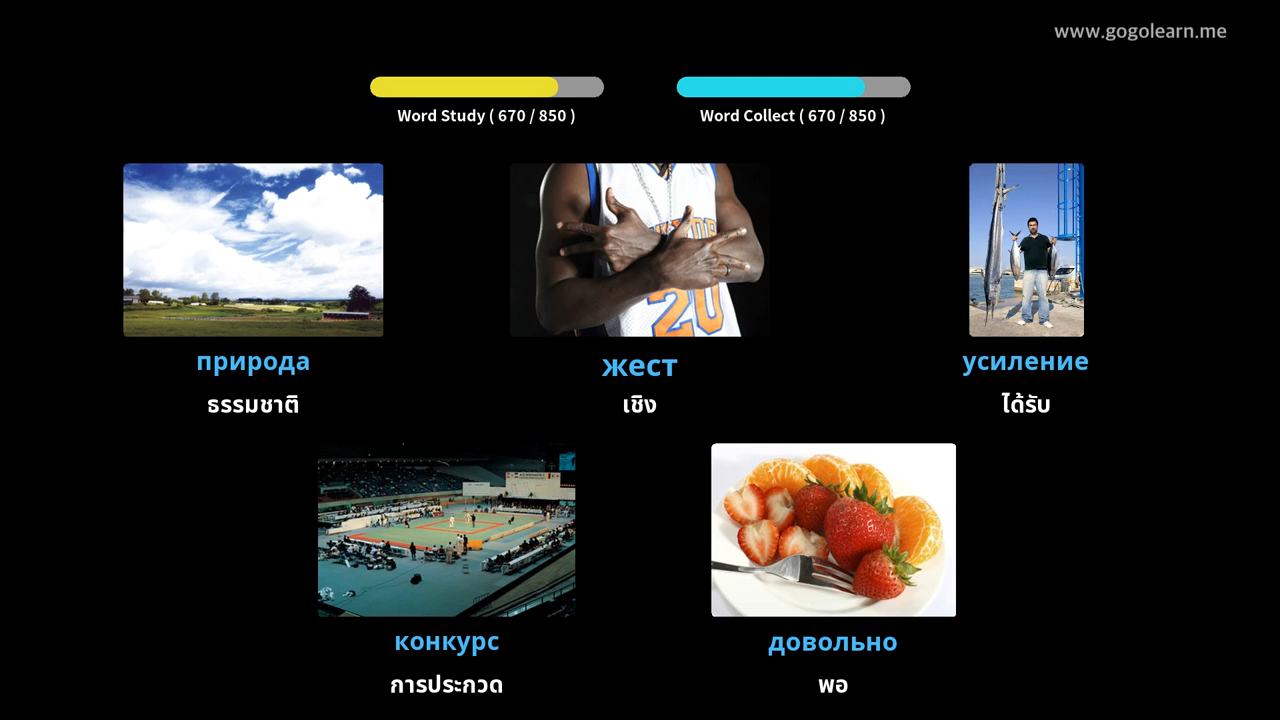 www.gogolearn.me
Word Study ( 670 / 850 )
Word Collect ( 670 / 850 )
природа
жест
усиление
ธรรมชาติ
เชิง
ได้รับ
20
конкурс
довольно
การประกวด
พอ